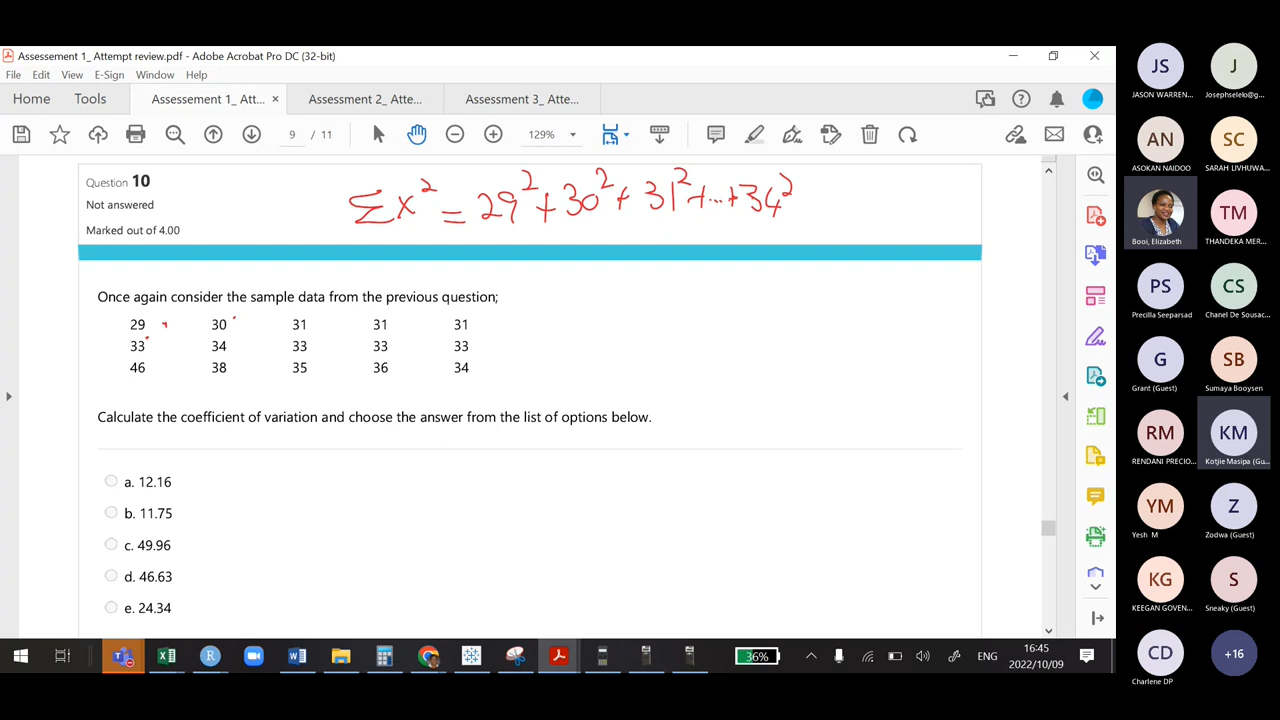 Assessement 1_ Attempt review.pdf - Adobe Acrobat Pro DC (32-bit)
File Edit View E-Sign Window Help
Home Tools Assessement 1_ Att... × Assessment 2_ Atte... Assessment 3_ Atte...
9 / 11 129%
Question 10
Not answered
Marked out of 4.00
∑x² = 29² + 30² + 31² + ... + 34²
Once again consider the sample data from the previous question;
29 30 31 31 31
33 34 33 33 33
46 38 35 36 34
Calculate the coefficient of variation and choose the answer from the list of options below.
a. 12.16
b. 11.75
c. 49.96
d. 46.63
e. 24.34
36%
ENG
16:45
2022/10/09
JS J
JASON WARREN... Josephselelo@g...
AN SC
ASOKAN NAIDOO SARAH LIVHUWA...
TM
Booi, Elizabeth THANDEKA MER...
PS CS
Precilla Seeparsad Chanel De Sousa...
G SB
Grant (Guest) Sumaya Booysen
RM KM
RENDANI PRECIO... Kotjie Masipa (Gu...
YM Z
Yesh M Zodwa (Guest)
KG S
KEEGAN GOVEN... Sneaky (Guest)
CD +16
Charlene DP